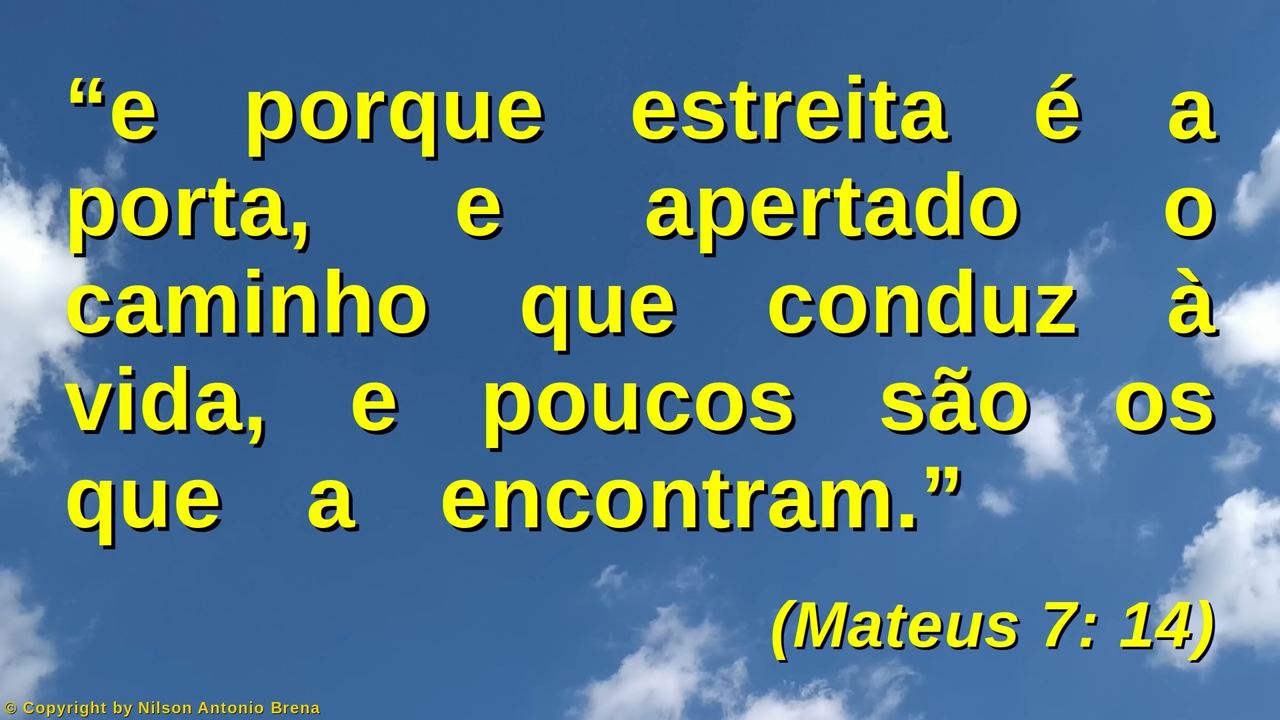 “e porque estreita é a
porta, e apertado o
caminho que conduz à
vida, e poucos são os
que a encontram.”
(Mateus 7: 14)
© Copyright by Nilson Antonio Brena